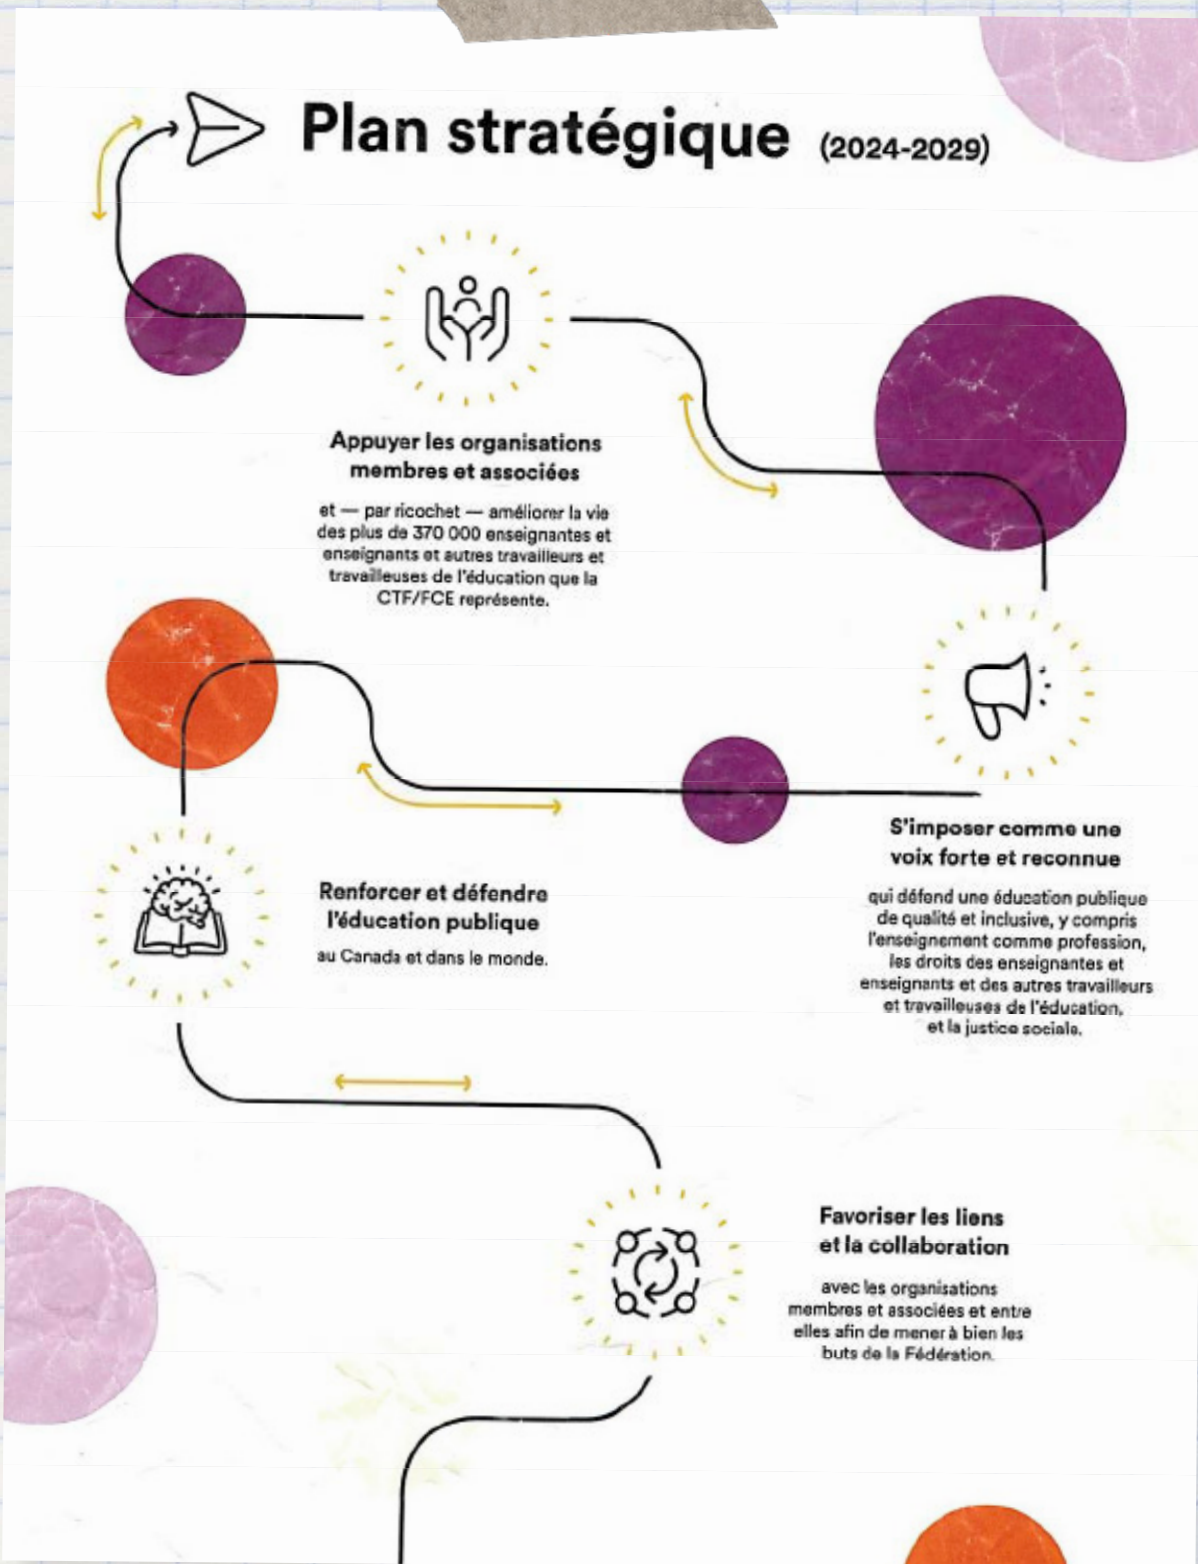 Plan stratégique (2024-2029)
Appuyer les organisations
membres et associées
et — par ricochet — améliorer la vie
des plus de 370 000 enseignantes et
enseignants et autres travailleurs et
travailleuses de l'éducation que la
CTF/FCE représente.
S'imposer comme une
voix forte et reconnue
qui défend une éducation publique
de qualité et inclusive, y compris
l'enseignement comme profession,
les droits des enseignantes et
enseignants et des autres travailleurs
et travailleuses de l'éducation,
et la justice sociale.
Renforcer et défendre
l'éducation publique
au Canada et dans le monde.
Favoriser les liens
et la collaboration
avec les organisations
membres et associées et entre
elles afin de mener à bien les
buts de la Fédération.